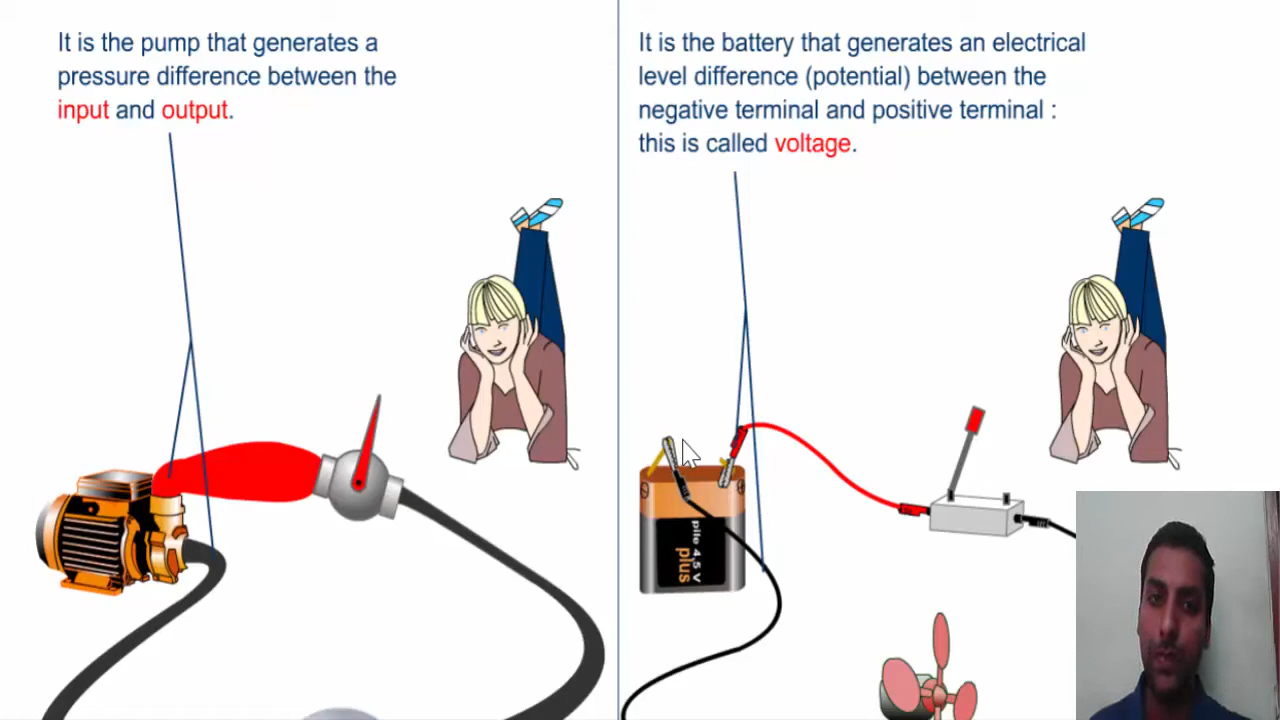 It is the pump that generates a
pressure difference between the
input and output.
It is the battery that generates an electrical
level difference (potential) between the
negative terminal and positive terminal :
this is called voltage.
pile 4,5 V
plus